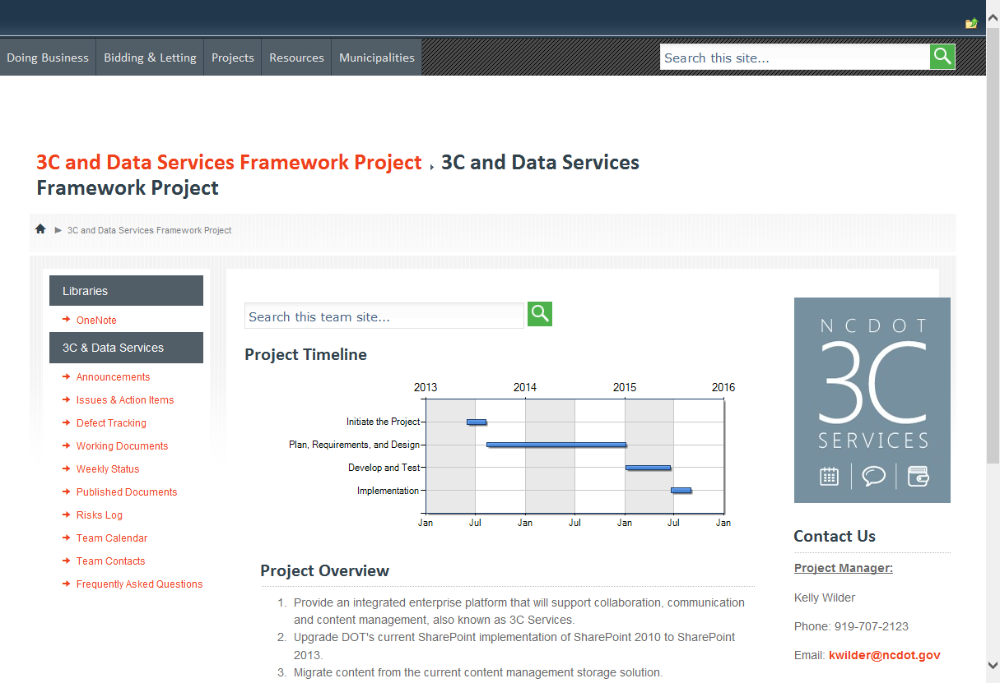 Doing Business
Bidding & Letting
Projects
Resources
Municipalities
Search this site...
3C and Data Services Framework Project ▸ 3C and Data Services
Framework Project
3C and Data Services Framework Project
Libraries
OneNote
3C & Data Services
Announcements
Issues & Action Items
Defect Tracking
Working Documents
Weekly Status
Published Documents
Risks Log
Team Calendar
Team Contacts
Frequently Asked Questions
Search this team site...
Project Timeline
2013 2014 2015 2016
Initiate the Project
Plan, Requirements, and Design
Develop and Test
Implementation
Jan Jul Jan Jul Jan Jul Jan
Project Overview
1. Provide an integrated enterprise platform that will support collaboration, communication
and content management, also known as 3C Services.
2. Upgrade DOT's current SharePoint implementation of SharePoint 2010 to SharePoint
2013.
3. Migrate content from the current content management storage solution.
NCDOT
3C
SERVICES
Contact Us
Project Manager:
Kelly Wilder
Phone: 919-707-2123
Email: kwilder@ncdot.gov